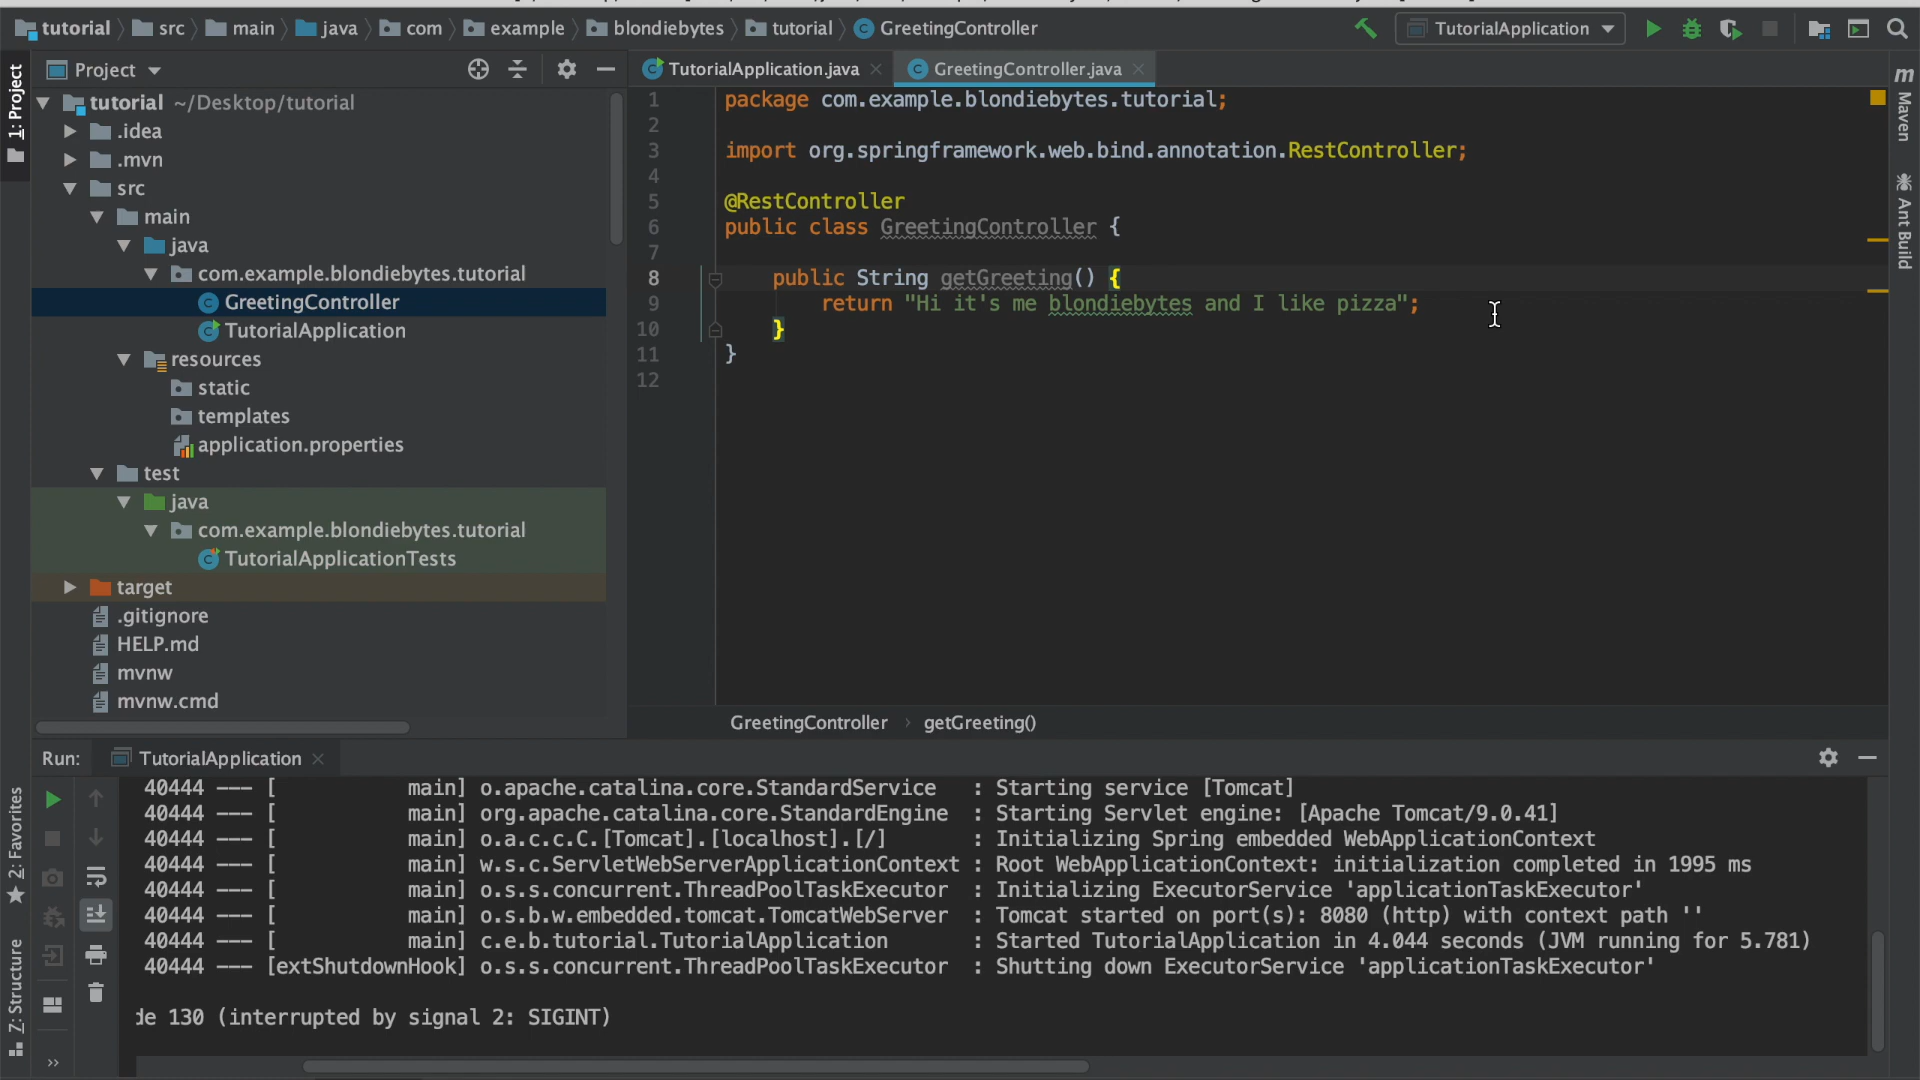 tutorial src main java com example blondiebytes tutorial GreetingController TutorialApplication
Project
TutorialApplication.java GreetingController.java
1: Project
tutorial ~/Desktop/tutorial
.idea
.mvn
src
main
java
com.example.blondiebytes.tutorial
GreetingController
TutorialApplication
resources
static
templates
application.properties
test
java
com.example.blondiebytes.tutorial
TutorialApplicationTests
target
.gitignore
HELP.md
mvnw
mvnw.cmd
1 package com.example.blondiebytes.tutorial;
2
3 import org.springframework.web.bind.annotation.RestController;
4
5 @RestController
6 public class GreetingController {
7
8 public String getGreeting() {
9 return "Hi it's me blondiebytes and I like pizza";
10 }
11 }
12
GreetingController › getGreeting()
m Maven
Ant Build
Run: TutorialApplication
40444 --- [ main] o.apache.catalina.core.StandardService : Starting service [Tomcat]
40444 --- [ main] org.apache.catalina.core.StandardEngine : Starting Servlet engine: [Apache Tomcat/9.0.41]
40444 --- [ main] o.a.c.c.C.[Tomcat].[localhost].[/] : Initializing Spring embedded WebApplicationContext
40444 --- [ main] w.s.c.ServletWebServerApplicationContext : Root WebApplicationContext: initialization completed in 1995 ms
40444 --- [ main] o.s.s.concurrent.ThreadPoolTaskExecutor : Initializing ExecutorService 'applicationTaskExecutor'
40444 --- [ main] o.s.b.w.embedded.tomcat.TomcatWebServer : Tomcat started on port(s): 8080 (http) with context path ''
40444 --- [ main] c.e.b.tutorial.TutorialApplication : Started TutorialApplication in 4.044 seconds (JVM running for 5.781)
40444 --- [extShutdownHook] o.s.s.concurrent.ThreadPoolTaskExecutor : Shutting down ExecutorService 'applicationTaskExecutor'
de 130 (interrupted by signal 2: SIGINT)
2: Favorites
Z: Structure